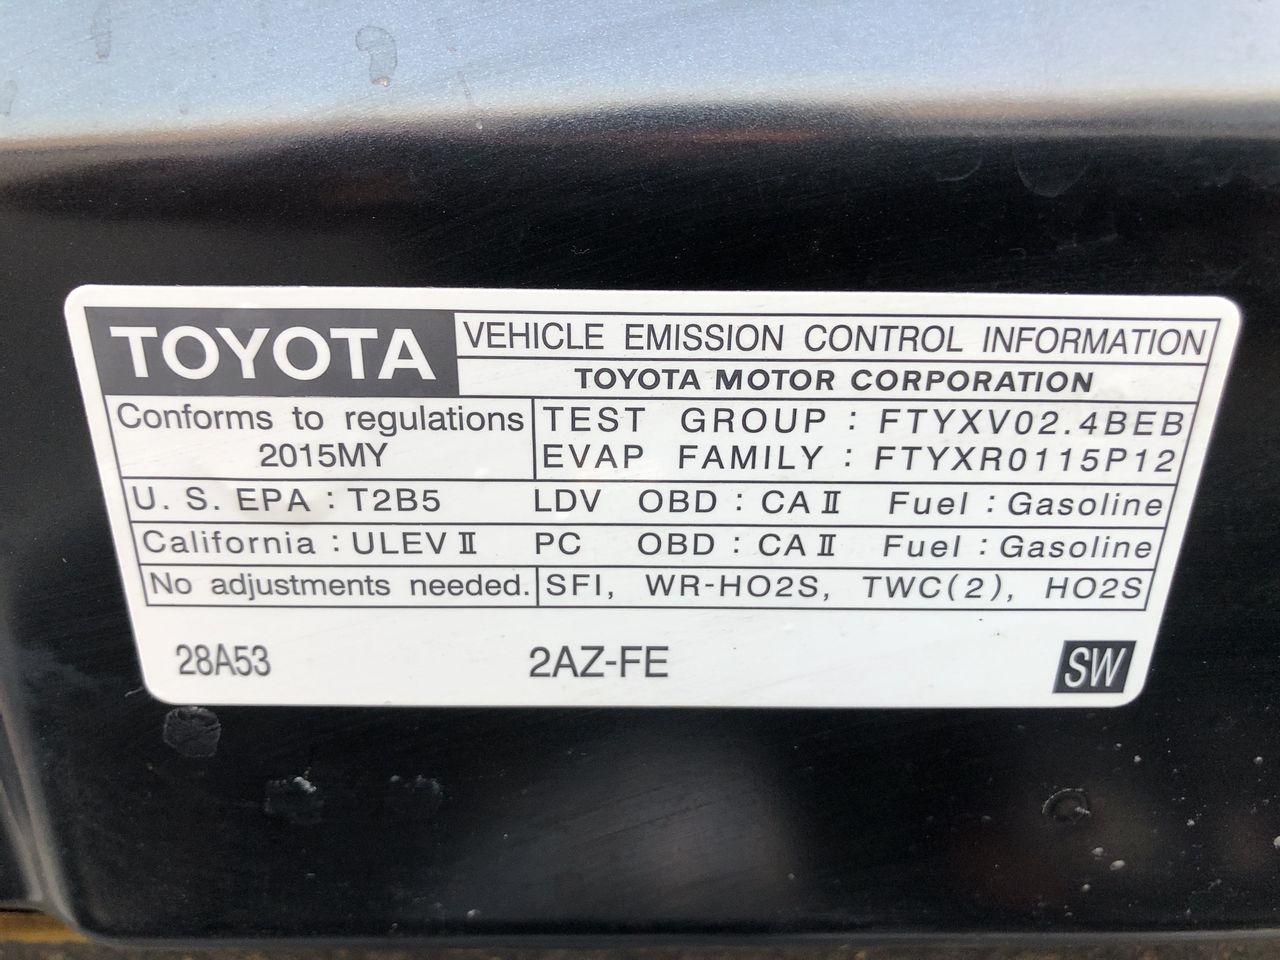 TOYOTA
VEHICLE EMISSION CONTROL INFORMATION
TOYOTA MOTOR CORPORATION
Conforms to regulations
2015MY
TEST GROUP : FTYXV02.4BEB
EVAP FAMILY : FTYXR0115P12
U. S. EPA : T2B5 LDV OBD : CA II Fuel : Gasoline
California : ULEV II PC OBD : CA II Fuel : Gasoline
No adjustments needed. SFI, WR-HO2S, TWC(2), HO2S
28A53 2AZ-FE SW